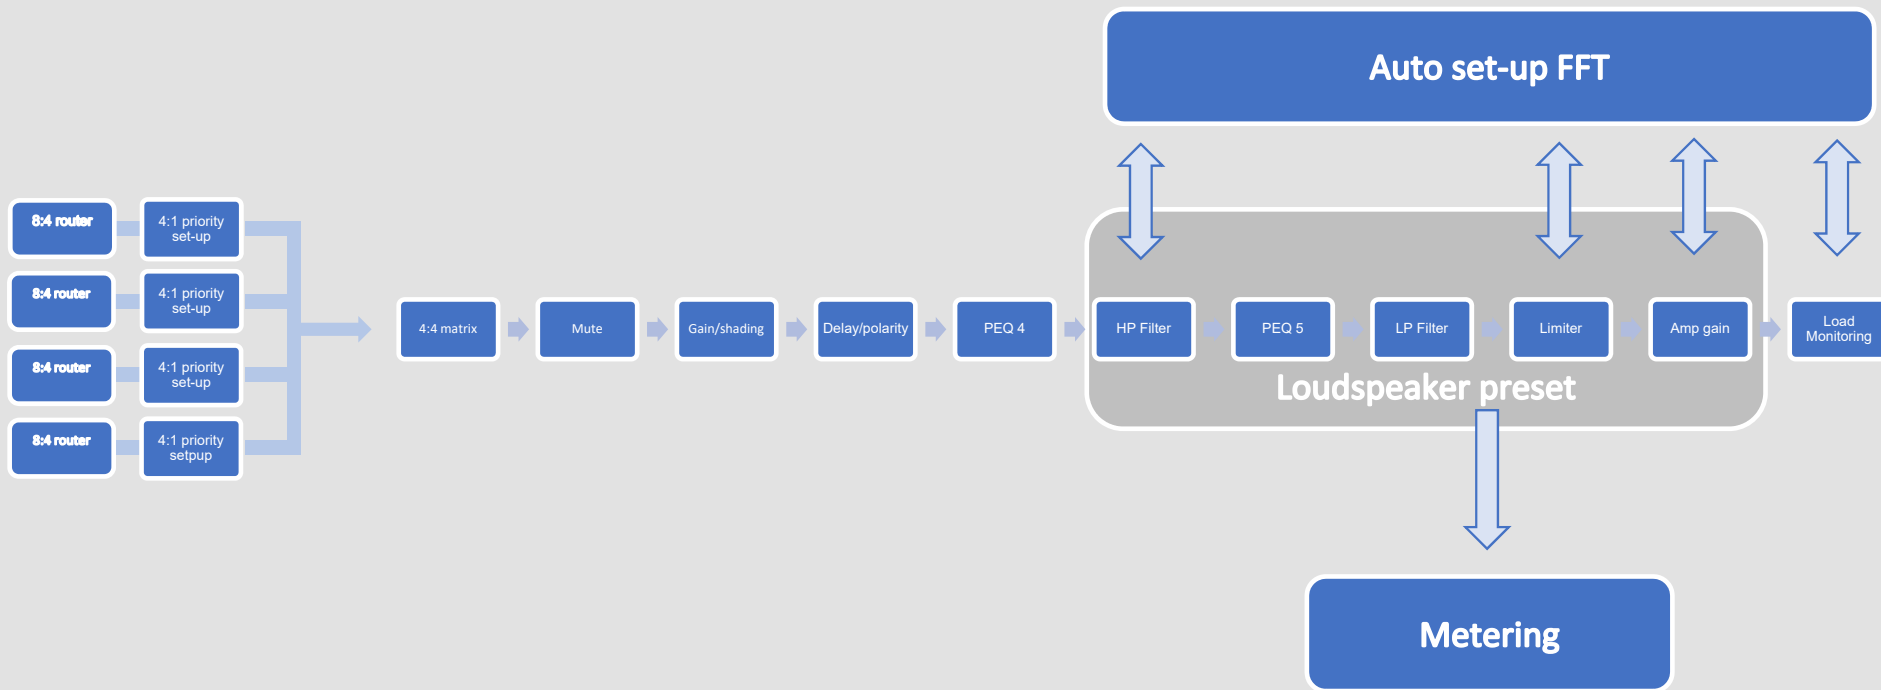 Auto set-up FFT
8:4 router
4:1 priority
set-up
8:4 router
4:1 priority
set-up
8:4 router
4:1 priority
set-up
8:4 router
4:1 priority
setpup
4:4 matrix
Mute
Gain/shading
Delay/polarity
PEQ 4
HP Filter
PEQ 5
LP Filter
Limiter
Amp gain
Load
Monitoring
Loudspeaker preset
Metering